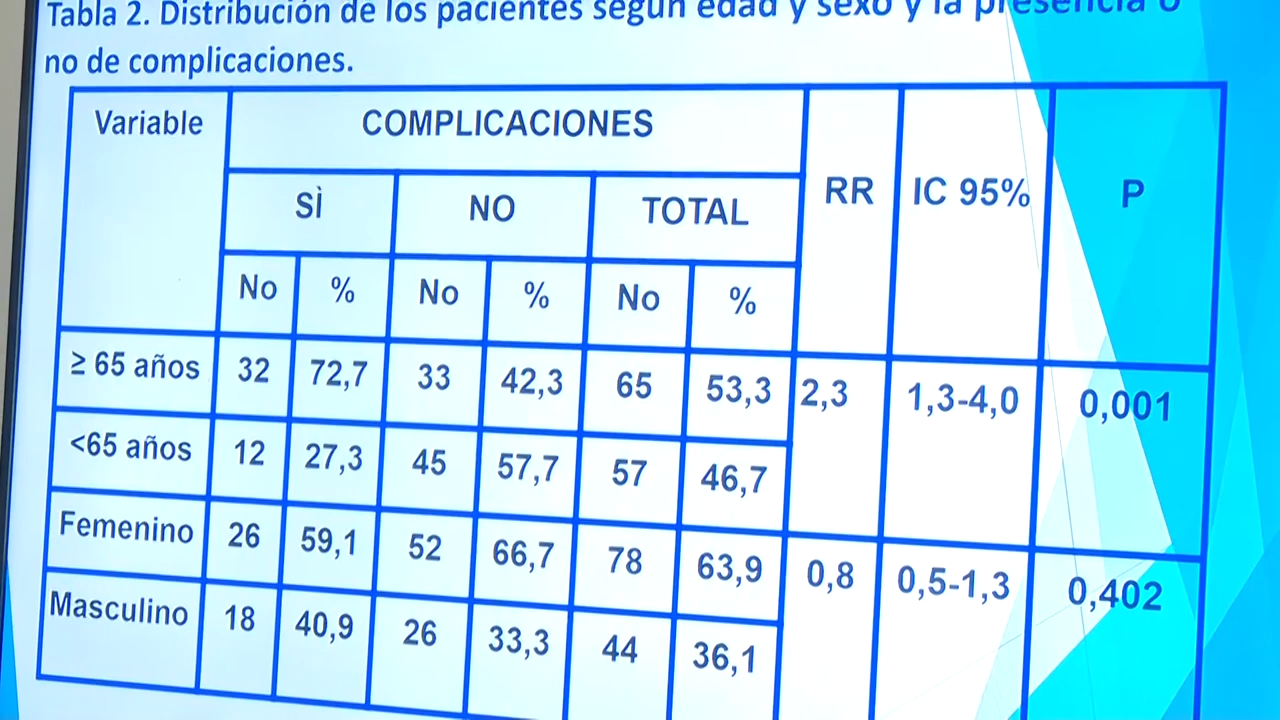 Tabla 2. Distribución de los pacientes según edad y sexo y la presencia o
no de complicaciones.
Variable COMPLICACIONES RR IC 95% P
SÌ NO TOTAL
No % No % No %
≥ 65 años 32 72,7 33 42,3 65 53,3 2,3 1,3-4,0 0,001
<65 años 12 27,3 45 57,7 57 46,7
Femenino 26 59,1 52 66,7 78 63,9 0,8 0,5-1,3 0,402
Masculino 18 40,9 26 33,3 44 36,1